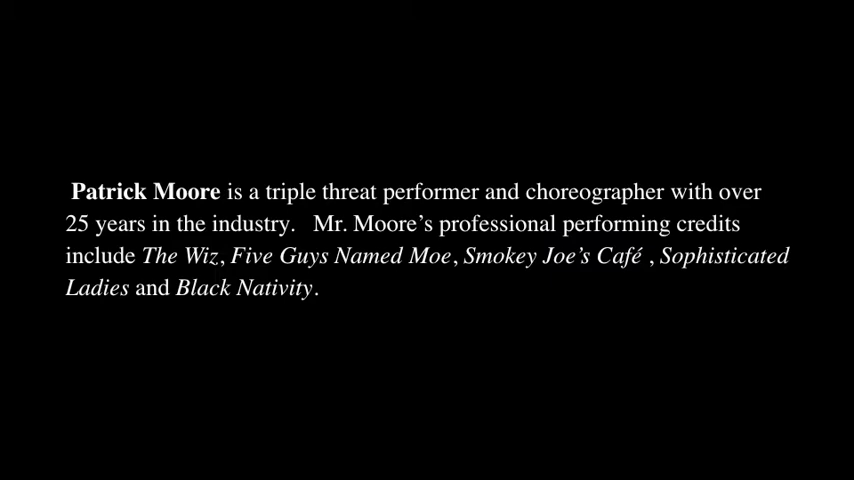 Patrick Moore is a triple threat performer and choreographer with over
25 years in the industry.   Mr. Moore’s professional performing credits
include The Wiz, Five Guys Named Moe, Smokey Joe’s Café , Sophisticated
Ladies and Black Nativity.